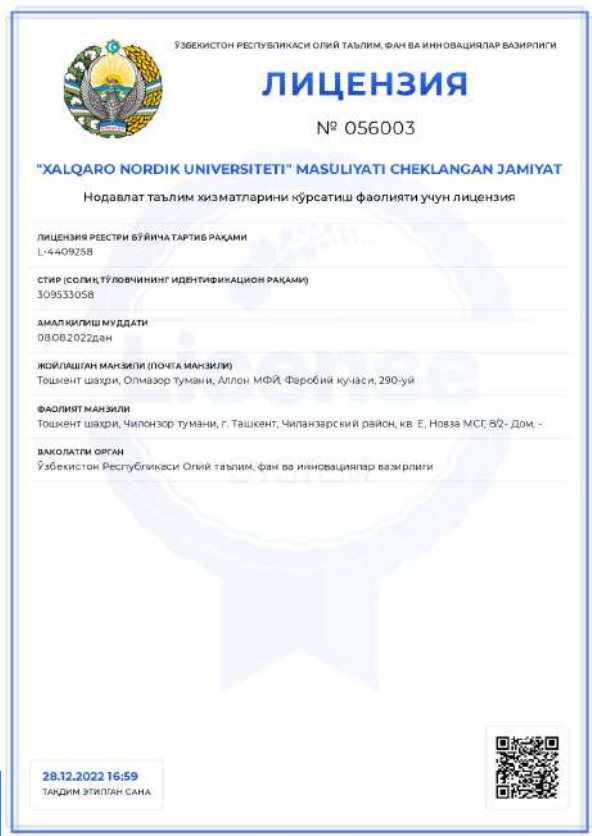 ЎЗБЕКИСТОН РЕСПУБЛИКАСИ ОЛИЙ ТАЪЛИМ, ФАН ВА ИННОВАЦИЯЛАР ВАЗИРЛИГИ
ЛИЦЕНЗИЯ
№ 056003
"XALQARO NORDIK UNIVERSITETI" MASULIYATI CHEKLANGAN JAMIYAT
Нодавлат таълим хизматларини кўрсатиш фаолияти учун лицензия
ЛИЦЕНЗИЯ РЕЕСТРИ БЎЙИЧА ТАРТИБ РАҚАМИ
L-4409258
СТИР (СОЛИҚ ТЎЛОВЧИНИНГ ИДЕНТИФИКАЦИОН РАҚАМИ)
309533058
АМАЛ ҚИЛИШ МУДДАТИ
08.08.2022дан
ЖОЙЛАШГАН МАНЗИЛИ (ПОЧТА МАНЗИЛИ)
Тошкент шаҳри, Олмазор тумани, Аллон МФЙ, Фаробий кучаси, 290-уй
ФАОЛИЯТ МАНЗИЛИ
Тошкент шаҳри, Чилонзор тумани, г. Ташкент, Чиланзарский район, кв. Е, Новза МСГ, 8/2- Дом, -
ВАКОЛАТЛИ ОРГАН
Ўзбекистон Республикаси Олий таълим, фан ва инновациялар вазирлиги
License
SYSTEM
28.12.2022 16:59
ТАҚДИМ ЭТИЛГАН САНА